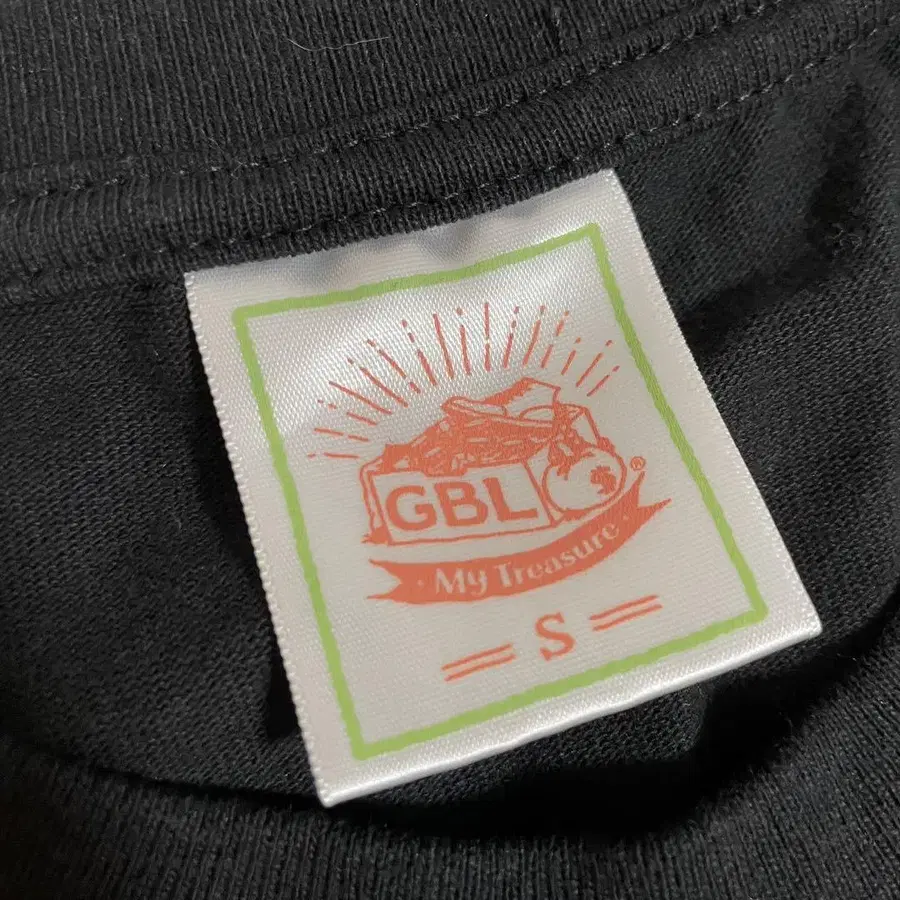 GBL $ ®
· My Treasure ·
= S =